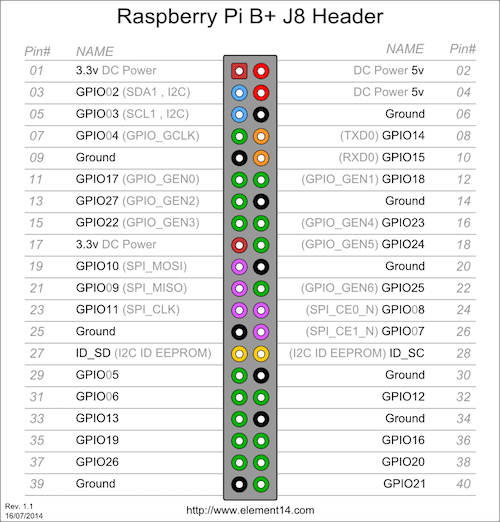 Raspberry Pi B+ J8 Header
Pin# NAME NAME Pin#
01 3.3v DC Power DC Power 5v 02
03 GPIO02 (SDA1 , I2C) DC Power 5v 04
05 GPIO03 (SCL1 , I2C) Ground 06
07 GPIO04 (GPIO_GCLK) (TXD0) GPIO14 08
09 Ground (RXD0) GPIO15 10
11 GPIO17 (GPIO_GEN0) (GPIO_GEN1) GPIO18 12
13 GPIO27 (GPIO_GEN2) Ground 14
15 GPIO22 (GPIO_GEN3) (GPIO_GEN4) GPIO23 16
17 3.3v DC Power (GPIO_GEN5) GPIO24 18
19 GPIO10 (SPI_MOSI) Ground 20
21 GPIO09 (SPI_MISO) (GPIO_GEN6) GPIO25 22
23 GPIO11 (SPI_CLK) (SPI_CE0_N) GPIO08 24
25 Ground (SPI_CE1_N) GPIO07 26
27 ID_SD (I2C ID EEPROM) (I2C ID EEPROM) ID_SC 28
29 GPIO05 Ground 30
31 GPIO06 GPIO12 32
33 GPIO13 Ground 34
35 GPIO19 GPIO16 36
37 GPIO26 GPIO20 38
39 Ground GPIO21 40
Rev. 1.1
16/07/2014
http://www.element14.com